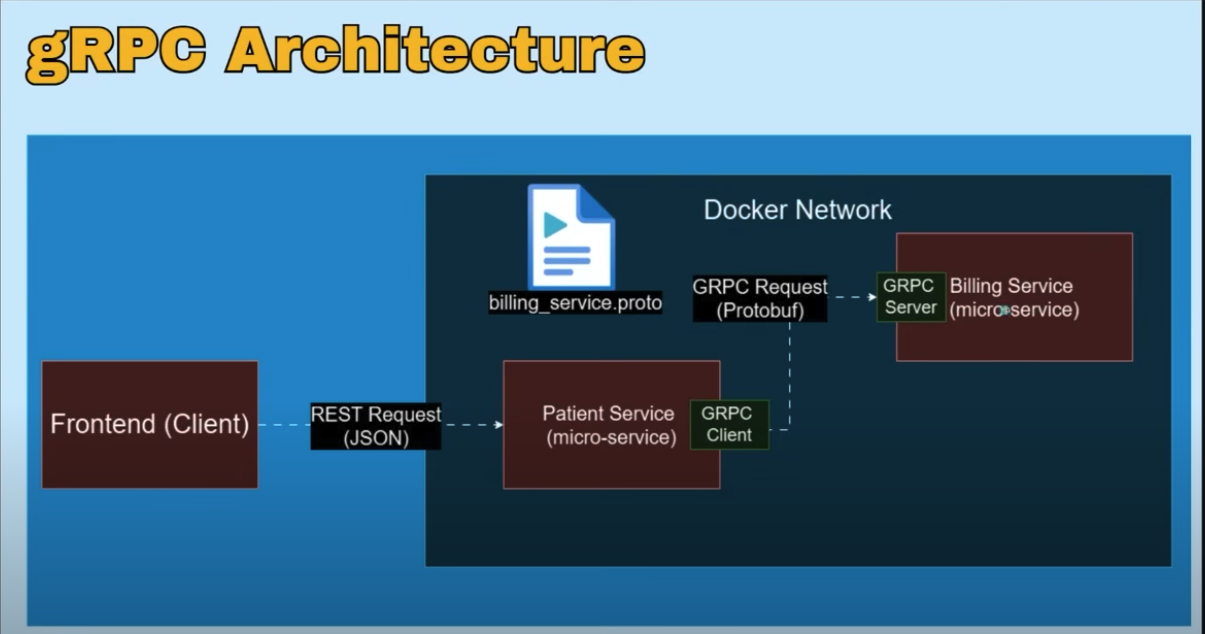 gRPC Architecture
Docker Network
billing_service.proto
GRPC Request
(Protobuf)
GRPC
Server
Billing Service
(micro-service)
Frontend (Client)
REST Request
(JSON)
Patient Service
(micro-service)
GRPC
Client